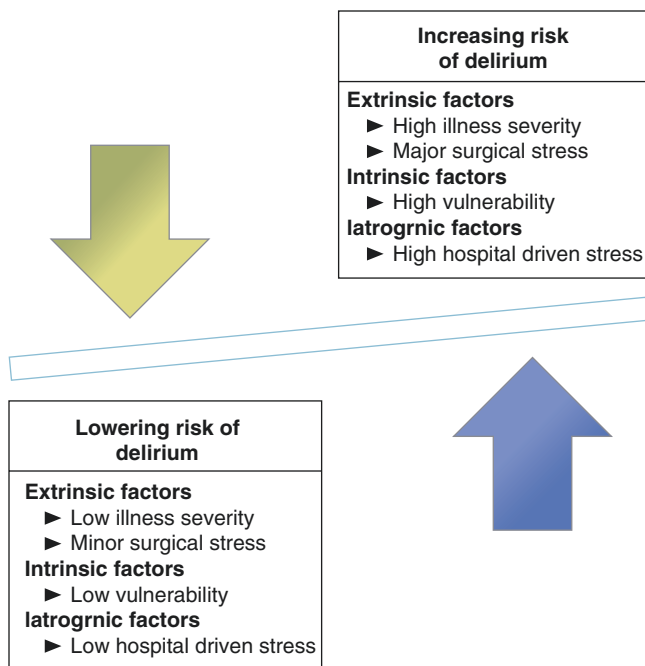 Increasing risk
of delirium
Extrinsic factors
► High illness severity
► Major surgical stress
Intrinsic factors
► High vulnerability
Iatrogrnic factors
► High hospital driven stress
Lowering risk of
delirium
Extrinsic factors
► Low illness severity
► Minor surgical stress
Intrinsic factors
► Low vulnerability
Iatrogrnic factors
► Low hospital driven stress